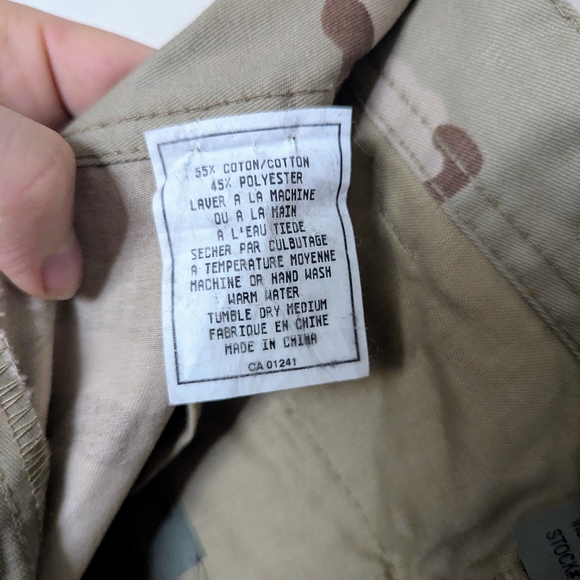 55% COTON/COTTON
45% POLYESTER
LAVER A LA MACHINE
OU A LA MAIN
A L'EAU TIEDE
SECHER PAR CULBUTAGE
A TEMPERATURE MOYENNE
MACHINE OR HAND WASH
WARM WATER
TUMBLE DRY MEDIUM
FABRIQUE EN CHINE
MADE IN CHINA
CA 01241
STOCK